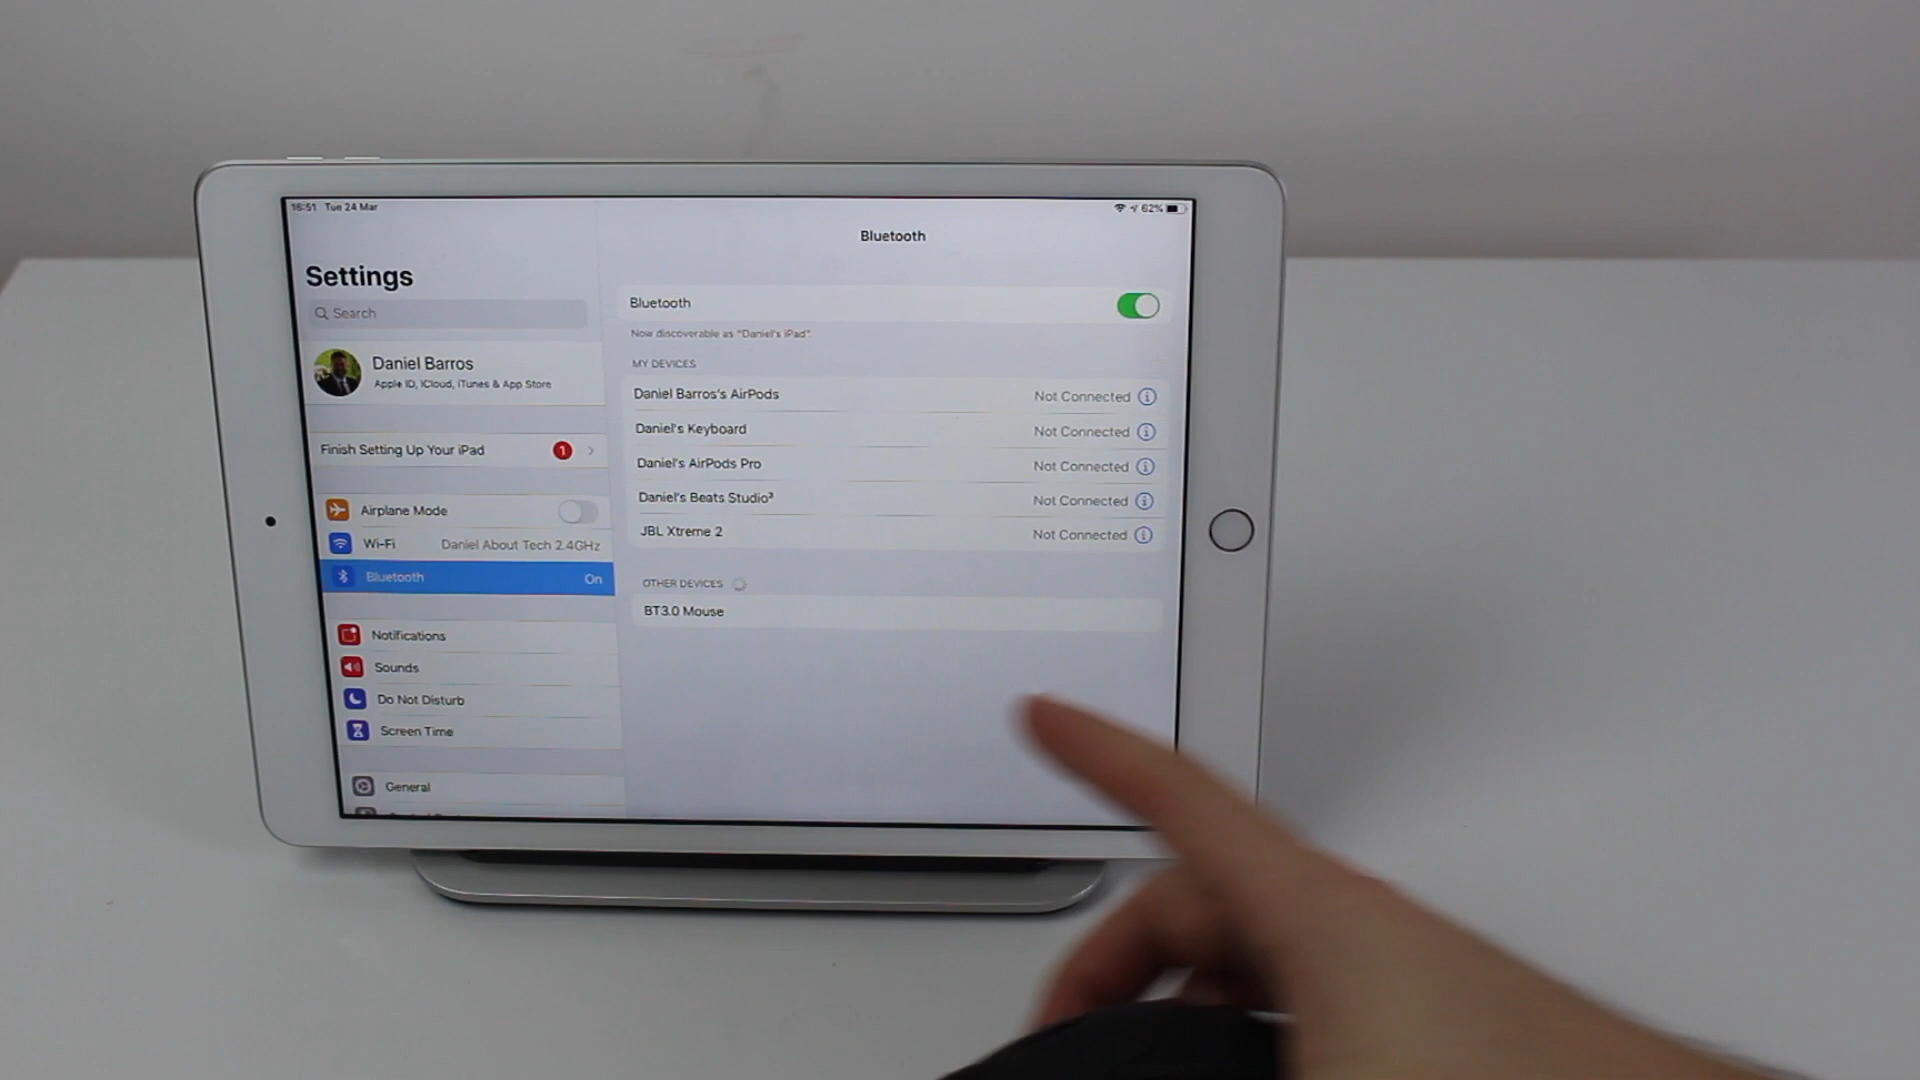 16:51 Tue 24 Mar
62%
Settings
Search
Daniel Barros
Apple ID, iCloud, iTunes & App Store
Finish Setting Up Your iPad 1
Airplane Mode
Wi-Fi Daniel About Tech 2.4GHz
Bluetooth On
Notifications
Sounds
Do Not Disturb
Screen Time
General
Bluetooth
Bluetooth
Now discoverable as "Daniel's iPad".
MY DEVICES
Daniel Barros's AirPods Not Connected
Daniel's Keyboard Not Connected
Daniel's AirPods Pro Not Connected
Daniel's Beats Studio³ Not Connected
JBL Xtreme 2 Not Connected
OTHER DEVICES
BT3.0 Mouse